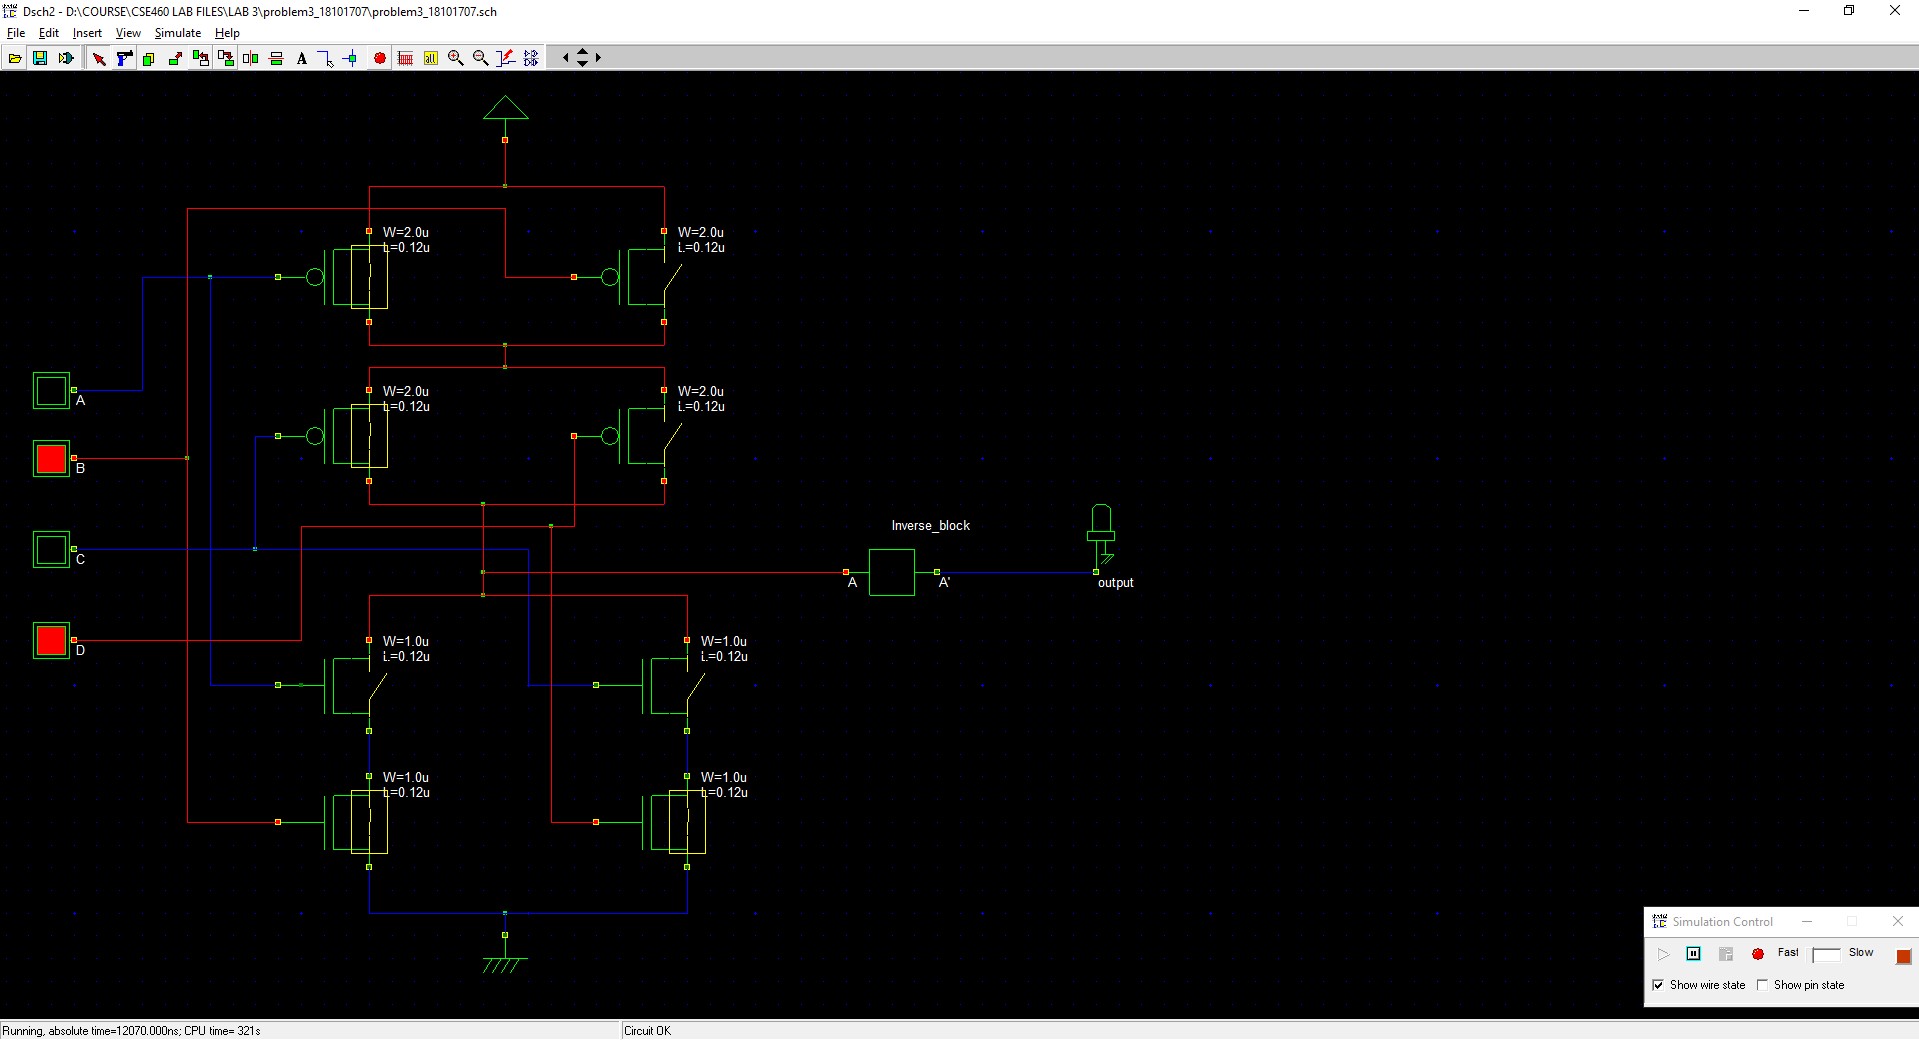 Dsch2 - D:\COURSE\CSE460 LAB FILES\LAB 3\problem3_18101707\problem3_18101707.sch
File Edit Insert View Simulate Help
A all
W=2.0u
L=0.12u
W=2.0u
L=0.12u
A
W=2.0u
L=0.12u
W=2.0u
L=0.12u
B
C
Inverse_block
A
A'
output
D
W=1.0u
L=0.12u
W=1.0u
L=0.12u
W=1.0u
L=0.12u
W=1.0u
L=0.12u
Simulation Control
Fast Slow
Show wire state Show pin state
Running, absolute time=12070.000ns; CPU time= 321s
Circuit OK